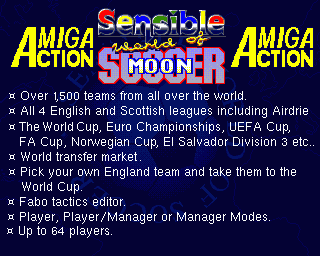 AMIGA ACTION
Sensible
world of
SOCCER
MOON
AMIGA ACTION
¤ Over 1,500 teams from all over the world.
¤ All 4 English and Scottish leagues including Airdrie
¤ The World Cup, Euro Championships, UEFA Cup,
FA Cup, Norwegian Cup, El Salvador Division 3 etc..
¤ World transfer market.
¤ Pick your own England team and take them to the
World Cup.
¤ Fabo tactics editor.
¤ Player, Player/Manager or Manager Modes.
¤ Up to 64 players.